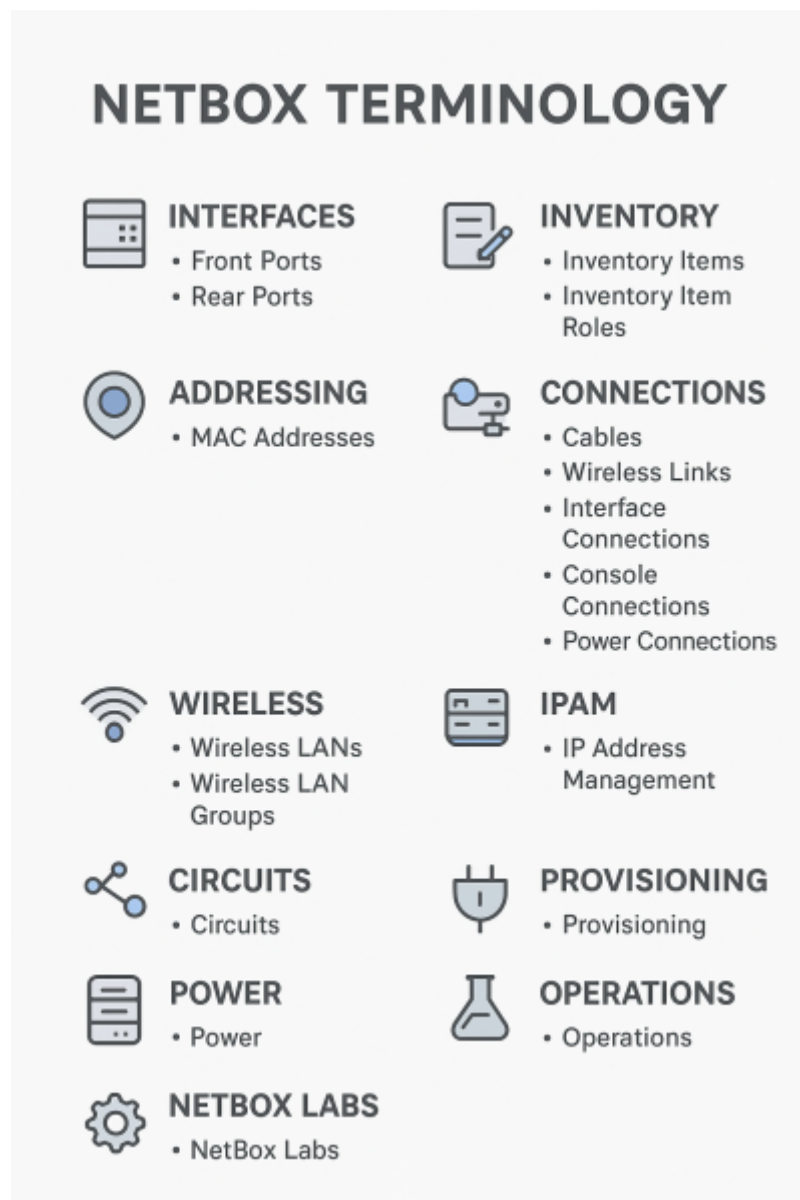 NETBOX TERMINOLOGY
INTERFACES
• Front Ports
• Rear Ports
INVENTORY
• Inventory Items
• Inventory Item
Roles
ADDRESSING
• MAC Addresses
CONNECTIONS
• Cables
• Wireless Links
• Interface
Connections
• Console
Connections
• Power Connections
WIRELESS
• Wireless LANs
• Wireless LAN
Groups
IPAM
• IP Address
Management
CIRCUITS
• Circuits
PROVISIONING
• Provisioning
POWER
• Power
OPERATIONS
• Operations
NETBOX LABS
• NetBox Labs